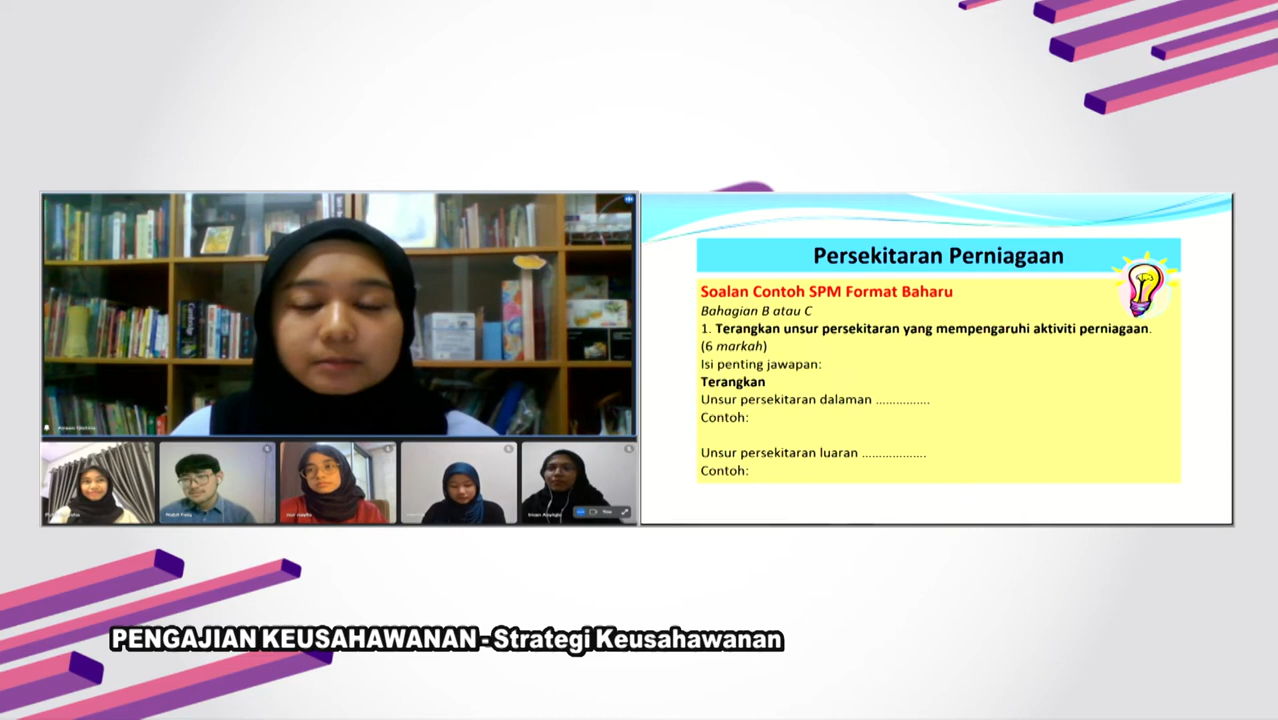 Persekitaran Perniagaan
Soalan Contoh SPM Format Baharu
Bahagian B atau C
1. Terangkan unsur persekitaran yang mempengaruhi aktiviti perniagaan.
(6 markah)
Isi penting jawapan:
Terangkan
Unsur persekitaran dalaman ...............
Contoh:
Unsur persekitaran luaran ...................
Contoh:
You
PENGAJIAN KEUSAHAWANAN - Strategi Keusahawanan